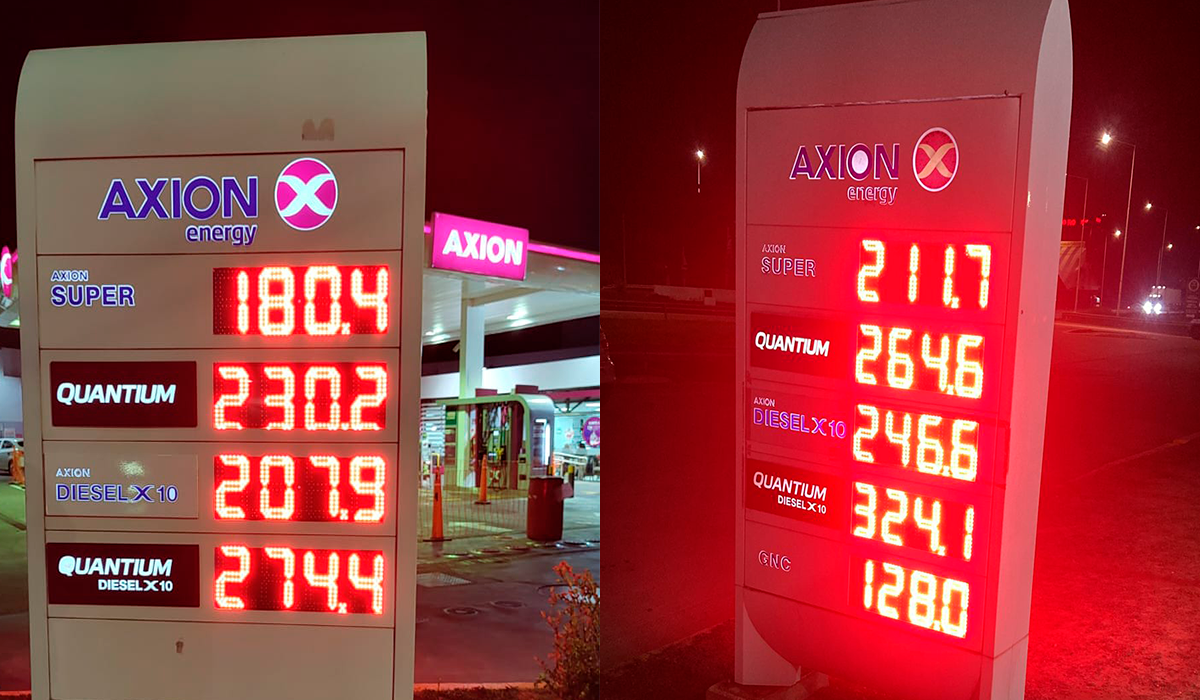 AXION
energy
AXION
SUPER
180.4
QUANTIUM
230.2
AXION
DIESEL X10
207.9
QUANTIUM
DIESEL X10
274.4
AXION
AXION
energy
AXION
SUPER
211.7
QUANTIUM
264.6
AXION
DIESEL X10
246.6
QUANTIUM
DIESEL X10
324.1
GNC
128.0